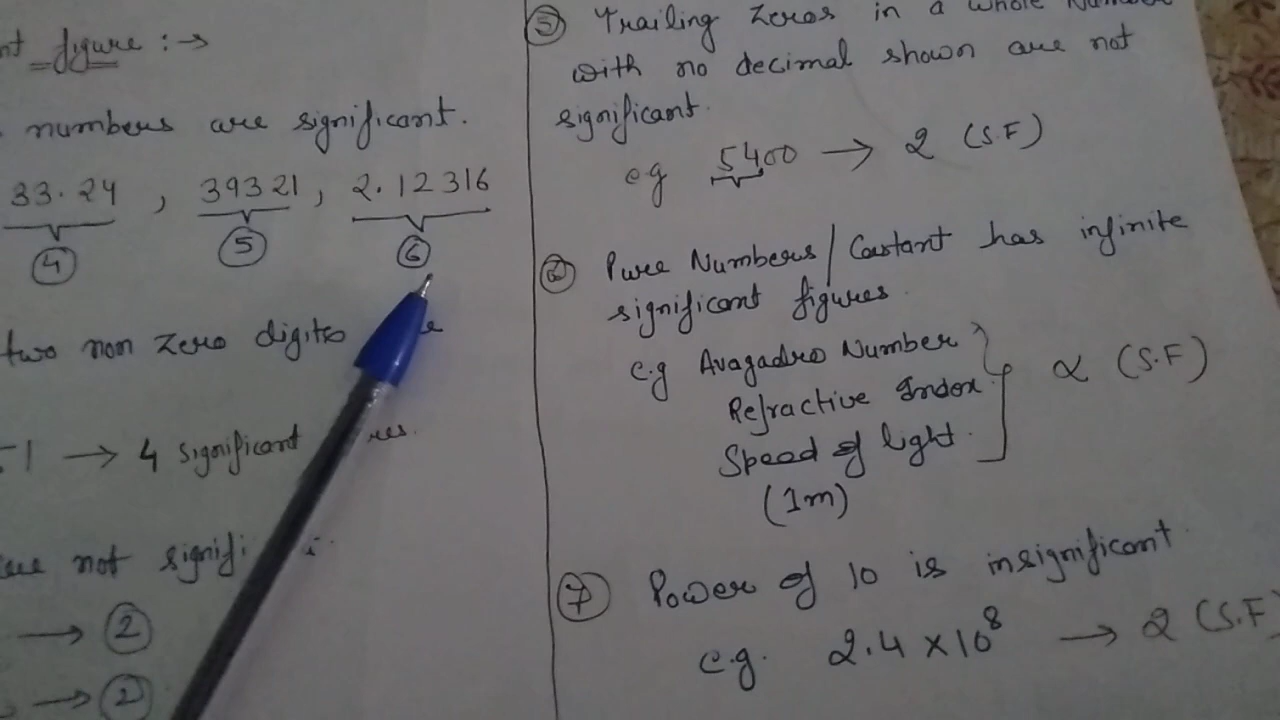 figure :→
numbers are significant.
33.24 , 39321 , 2.12316
④ ⑤ ⑥
two non zero digits
→ 4 significant
are not
→ ②
→ ②
⑤ Trailing zeros in a whole Number
with no decimal shown are not
significant.
eg 5400 → 2 (S.F)
⑥ Pure Numbers/Constant has infinite
significant figures.
e.g Avagadro Number
Refractive Index
Speed of light.
(1m)
∝ (S.F)
⑦ Power of 10 is insignificant.
e.g. 2.4 × 10⁸ → 2 (S.F)